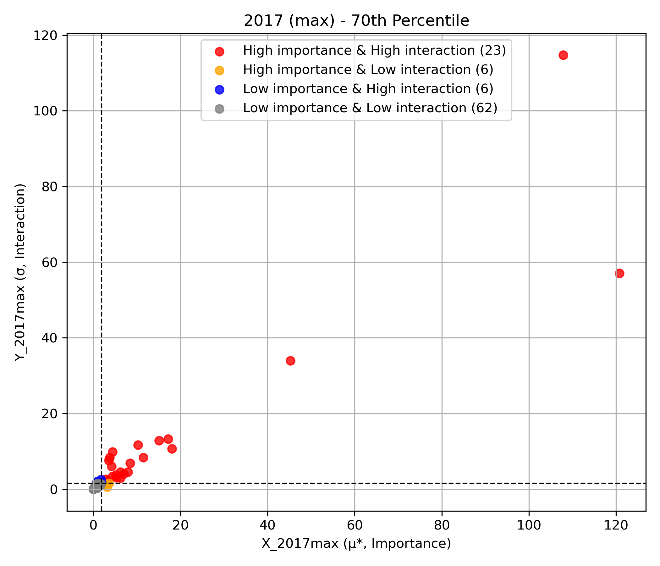 2017 (max) - 70th Percentile
High importance & High interaction (23)
High importance & Low interaction (6)
Low importance & High interaction (6)
Low importance & Low interaction (62)
120
100
80
60
40
20
0
Y_2017max (σ, Interaction)
0 20 40 60 80 100 120
X_2017max (μ*, Importance)